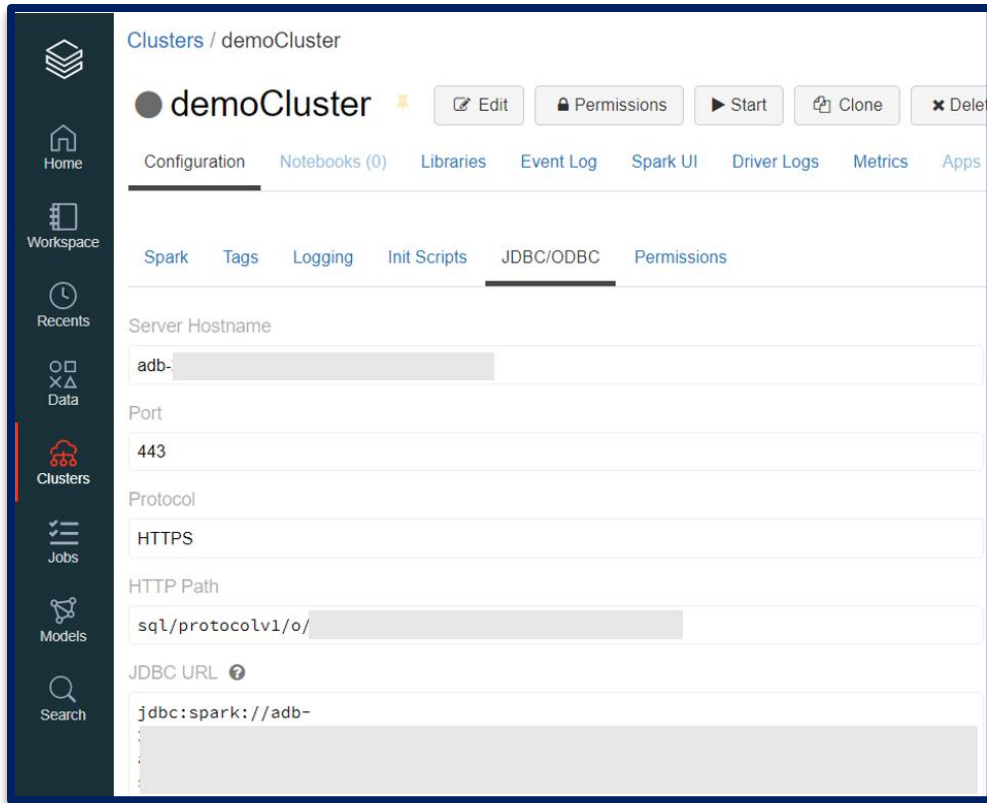 Clusters / demoCluster
demoCluster Edit Permissions Start Clone Delet
Home
Configuration Notebooks (0) Libraries Event Log Spark UI Driver Logs Metrics Apps
Workspace
Spark Tags Logging Init Scripts JDBC/ODBC Permissions
Recents
Server Hostname
adb-
Data
Port
443
Clusters
Protocol
HTTPS
Jobs
HTTP Path
sql/protocolv1/o/
Models
JDBC URL ?
Search
jdbc:spark://adb-